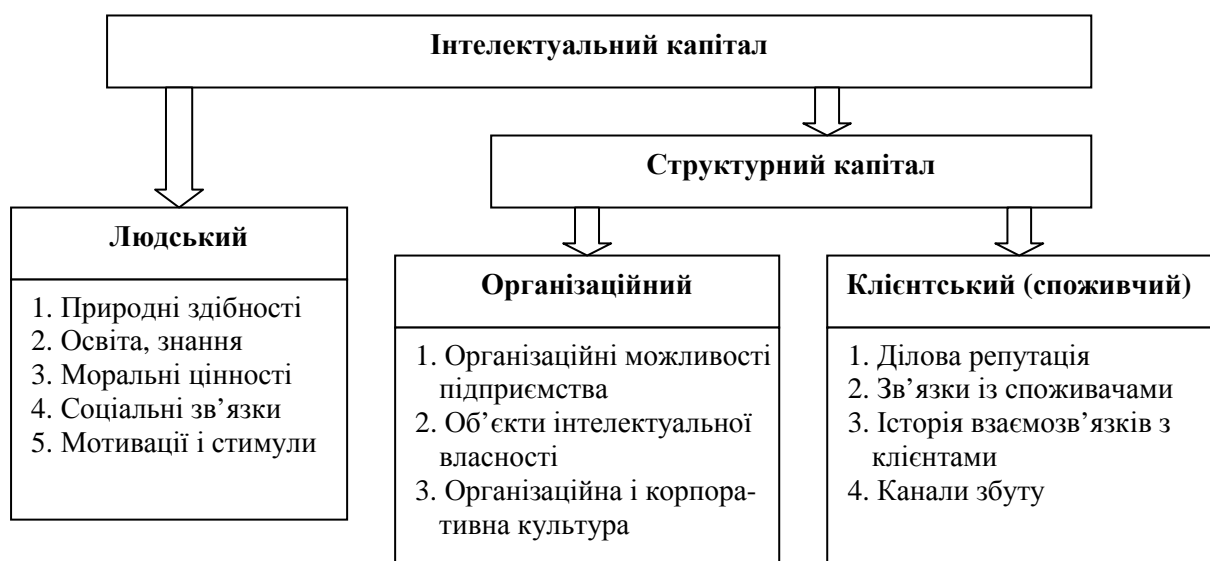 Інтелектуальний капітал
Структурний капітал
Людський
1. Природні здібності
2. Освіта, знання
3. Моральні цінності
4. Соціальні зв’язки
5. Мотивації і стимули
Організаційний
1. Організаційні можливості
підприємства
2. Об’єкти інтелектуальної
власності
3. Організаційна і корпора-
тивна культура
Клієнтський (споживчий)
1. Ділова репутація
2. Зв’язки із споживачами
3. Історія взаємозв’язків з
клієнтами
4. Канали збуту